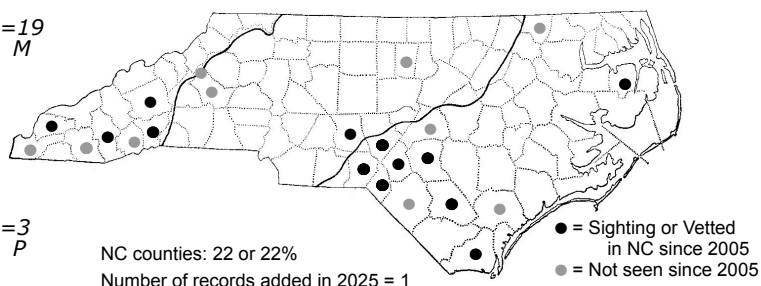 =19
M
=3
P
NC counties: 22 or 22%
Number of records added in 2025 = 1
● = Sighting or Vetted
in NC since 2005
● = Not seen since 2005